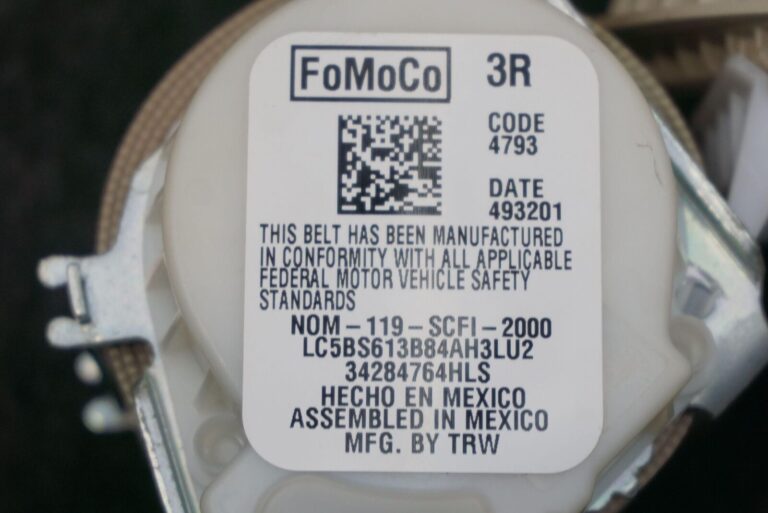 FoMoCo 3R
CODE
4793
DATE
493201
THIS BELT HAS BEEN MANUFACTURED
IN CONFORMITY WITH ALL APPLICABLE
FEDERAL MOTOR VEHICLE SAFETY
STANDARDS
NOM-119-SCFI-2000
LC5BS613B84AH3LU2
34284764HLS
HECHO EN MEXICO
ASSEMBLED IN MEXICO
MFG. BY TRW